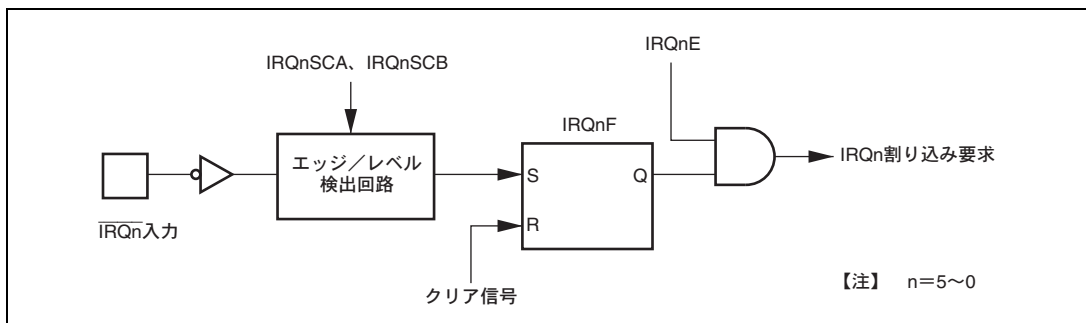 IRQnE
IRQnSCA、IRQnSCB
IRQnF
エッジ／レベル
検出回路
S
Q
IRQn割り込み要求
R
IRQn入力
クリア信号
【注】 n＝5～0